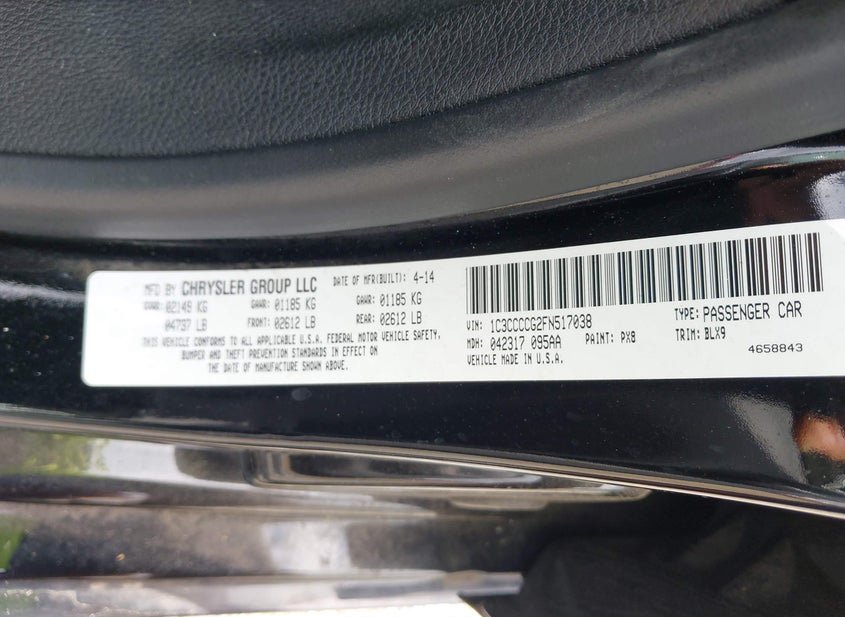 MFD BY CHRYSLER GROUP LLC DATE OF MFR(BUILT): 4-14
GVWR: 02149 KG GAWR: 01185 KG GAWR: 01185 KG
04737 LB FRONT: 02612 LB REAR: 02612 LB
THIS VEHICLE CONFORMS TO ALL APPLICABLE U.S.A. FEDERAL MOTOR VEHICLE SAFETY,
BUMPER AND THEFT PREVENTION STANDARDS IN EFFECT ON
THE DATE OF MANUFACTURE SHOWN ABOVE.
VIN: 1C3CCCCG2FN517038 TYPE: PASSENGER CAR
MDH: 042317 095AA PAINT: PX8 TRIM: BLX9
VEHICLE MADE IN U.S.A. 4658843